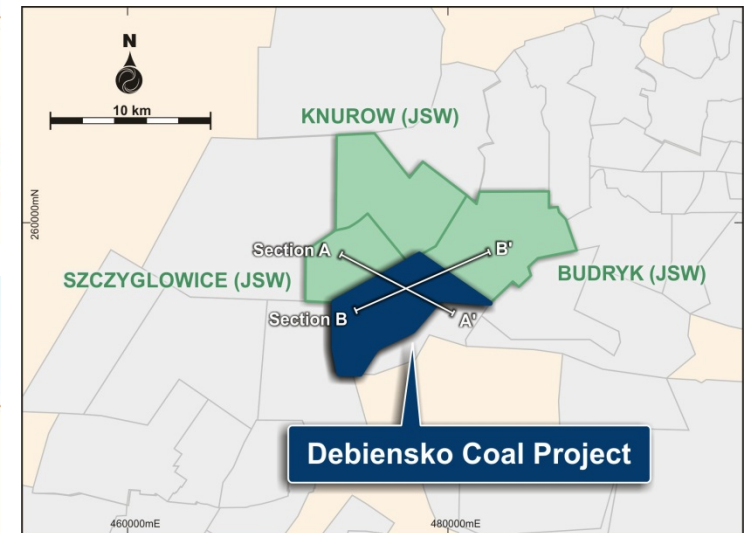 N
10 km
KNUROW (JSW)
260000mN
Section A
B'
SZCZYGLOWICE (JSW)
BUDRYK (JSW)
Section B
A'
Debiensko Coal Project
460000mE
480000mE